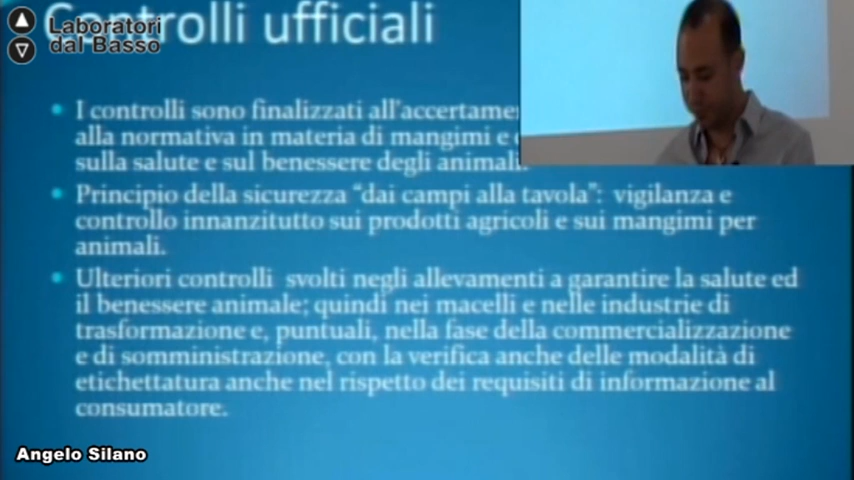 Controlli ufficiali
Laboratori
dal Basso
• I controlli sono finalizzati all'accertame
alla normativa in materia di mangimi e
sulla salute e sul benessere degli animali.
• Principio della sicurezza “dai campi alla tavola”: vigilanza e
controllo innanzitutto sui prodotti agricoli e sui mangimi per
animali.
• Ulteriori controlli svolti negli allevamenti a garantire la salute ed
il benessere animale; quindi nei macelli e nelle industrie di
trasformazione e, puntuali, nella fase della commercializzazione
e di somministrazione, con la verifica anche delle modalità di
etichettatura anche nel rispetto dei requisiti di informazione al
consumatore.
Angelo Silano